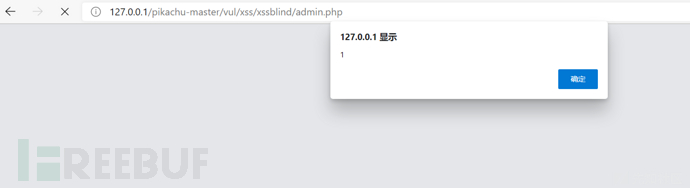 127.0.0.1/pikachu-master/vul/xss/xssblind/admin.php
127.0.0.1 显示
1
确定
FREEBUF